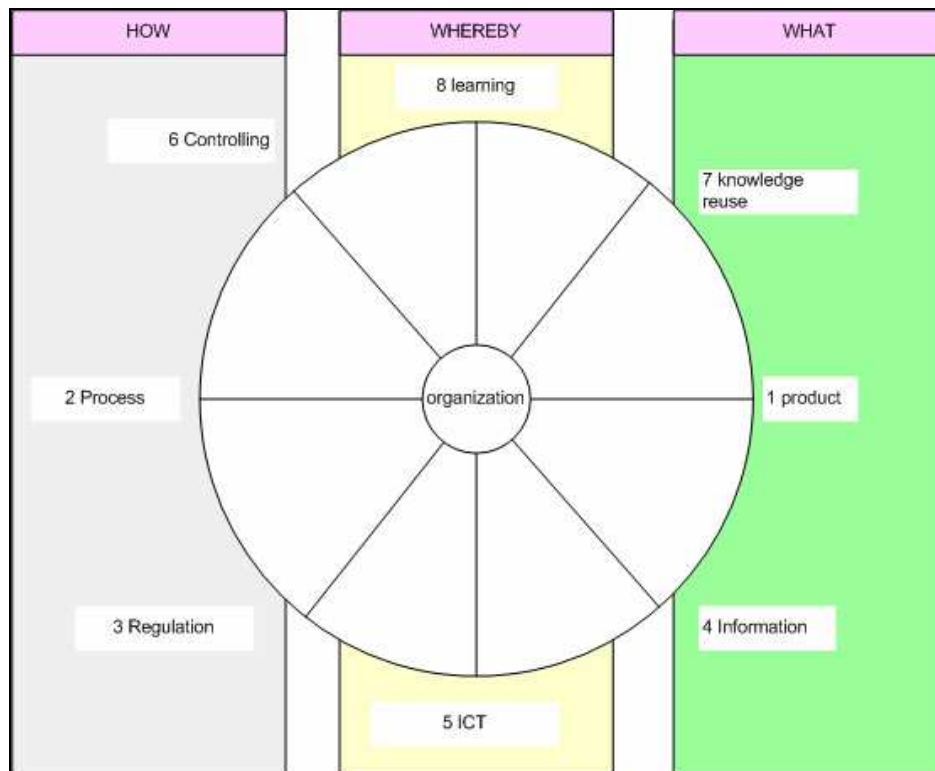 HOW
WHEREBY
WHAT
8 learning
6 Controlling
7 knowledge
reuse
2 Process
organization
1 product
3 Regulation
4 Information
5 ICT